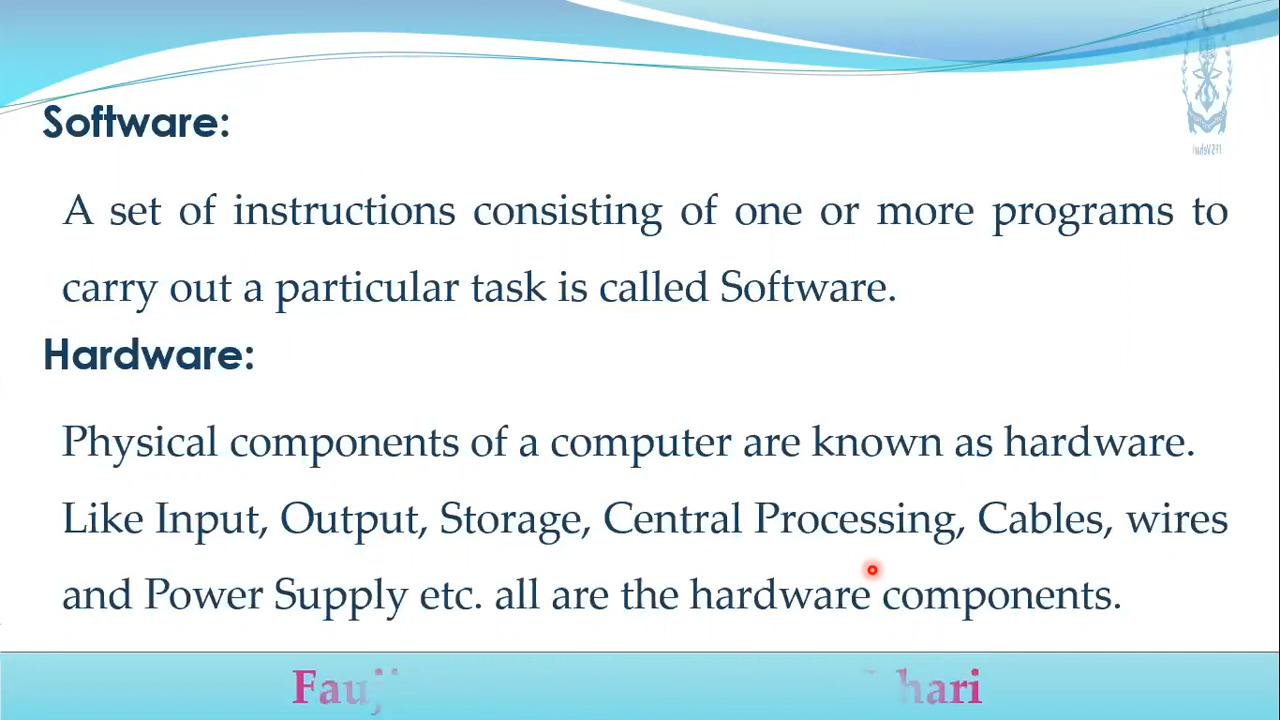 Software:
A set of instructions consisting of one or more programs to
carry out a particular task is called Software.
Hardware:
Physical components of a computer are known as hardware.
Like Input, Output, Storage, Central Processing, Cables, wires
and Power Supply etc. all are the hardware components.